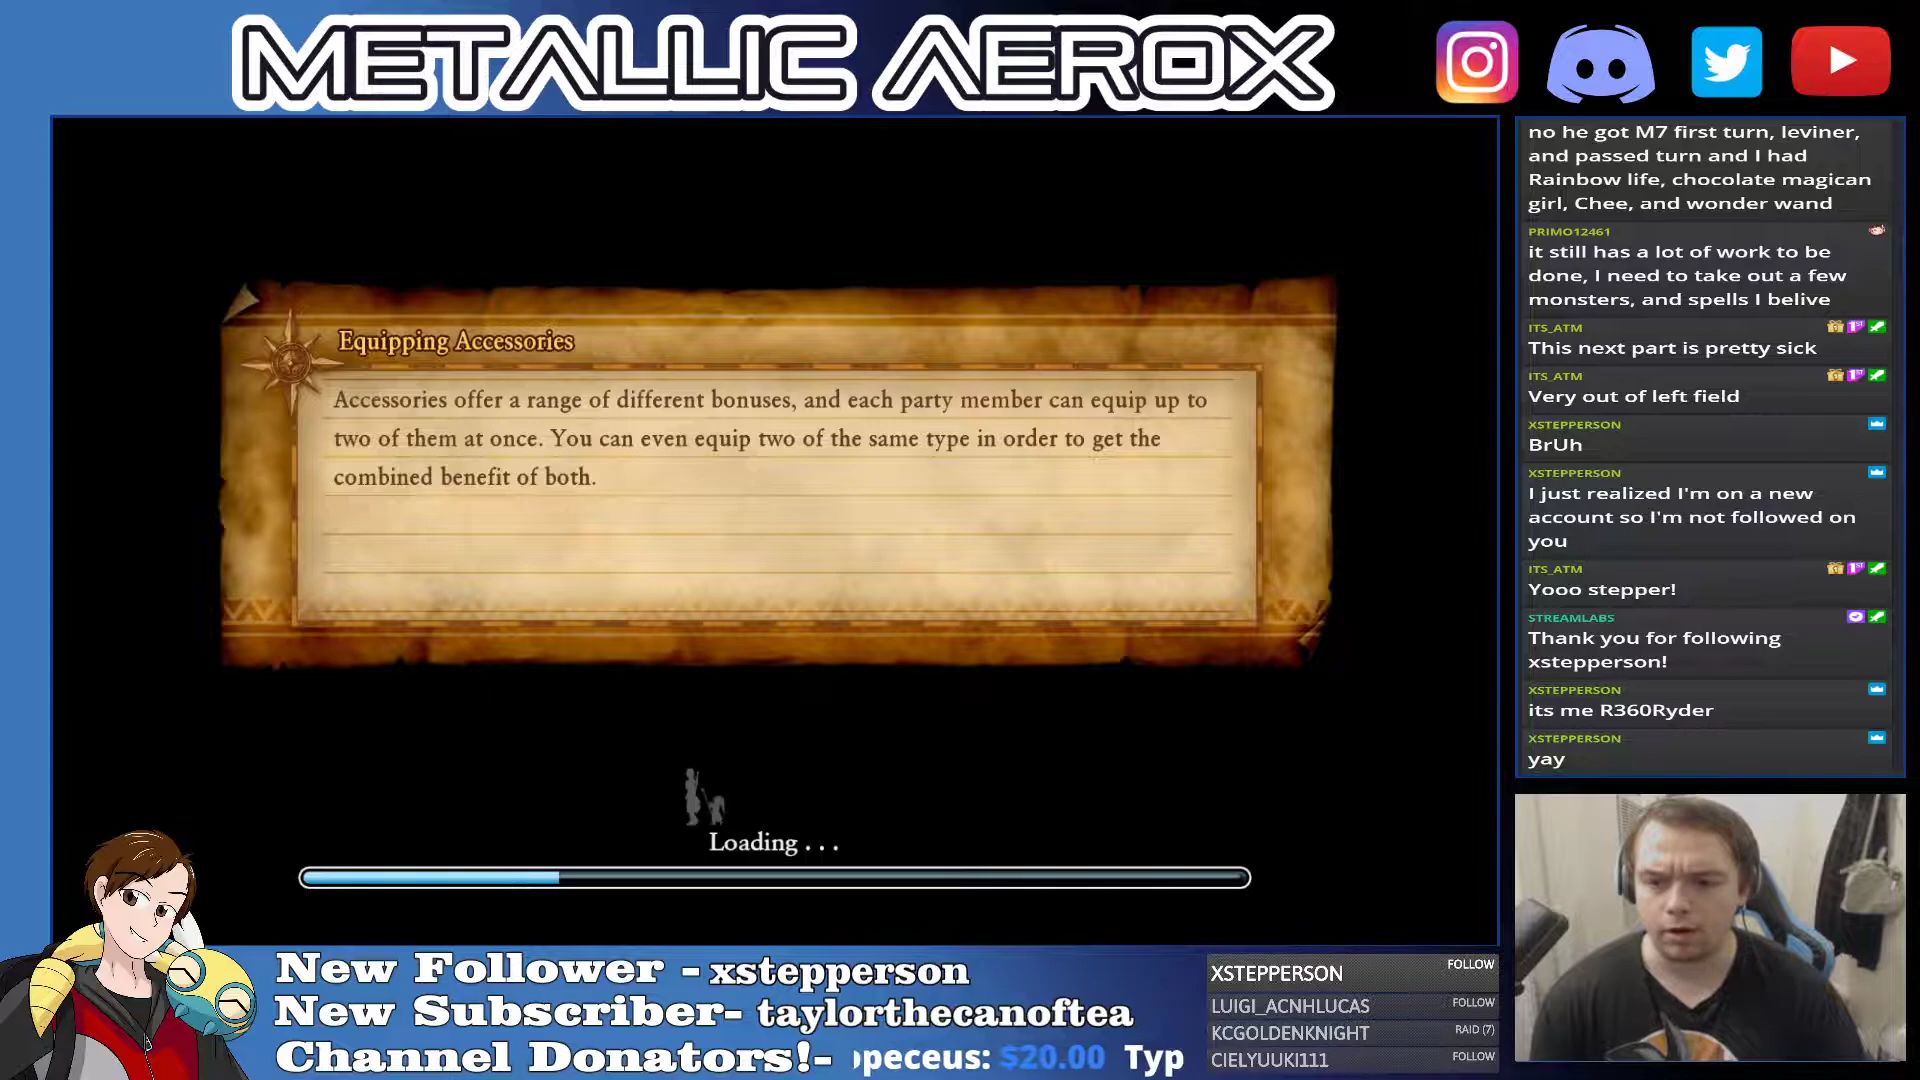 METALLIC AEROX
no he got M7 first turn, leviner,
and passed turn and I had
Rainbow life, chocolate magican
girl, Chee, and wonder wand
PRIMO12461
it still has a lot of work to be
done, I need to take out a few
monsters, and spells I belive
ITS_ATM
This next part is pretty sick
ITS_ATM
Very out of left field
XSTEPPERSON
BrUh
XSTEPPERSON
I just realized I'm on a new
account so I'm not followed on
you
ITS_ATM
Yooo stepper!
STREAMLABS
Thank you for following
xstepperson!
XSTEPPERSON
its me R360Ryder
XSTEPPERSON
yay
Equipping Accessories
Accessories offer a range of different bonuses, and each party member can equip up to
two of them at once. You can even equip two of the same type in order to get the
combined benefit of both.
Loading . . .
New Follower - xstepperson
New Subscriber- taylorthecanoftea
Channel Donators!- peceus: $20.00 Typ
XSTEPPERSON FOLLOW
LUIGI_ACNHLUCAS FOLLOW
KCGOLDENKNIGHT RAID (7)
CIELYUUKI111 FOLLOW